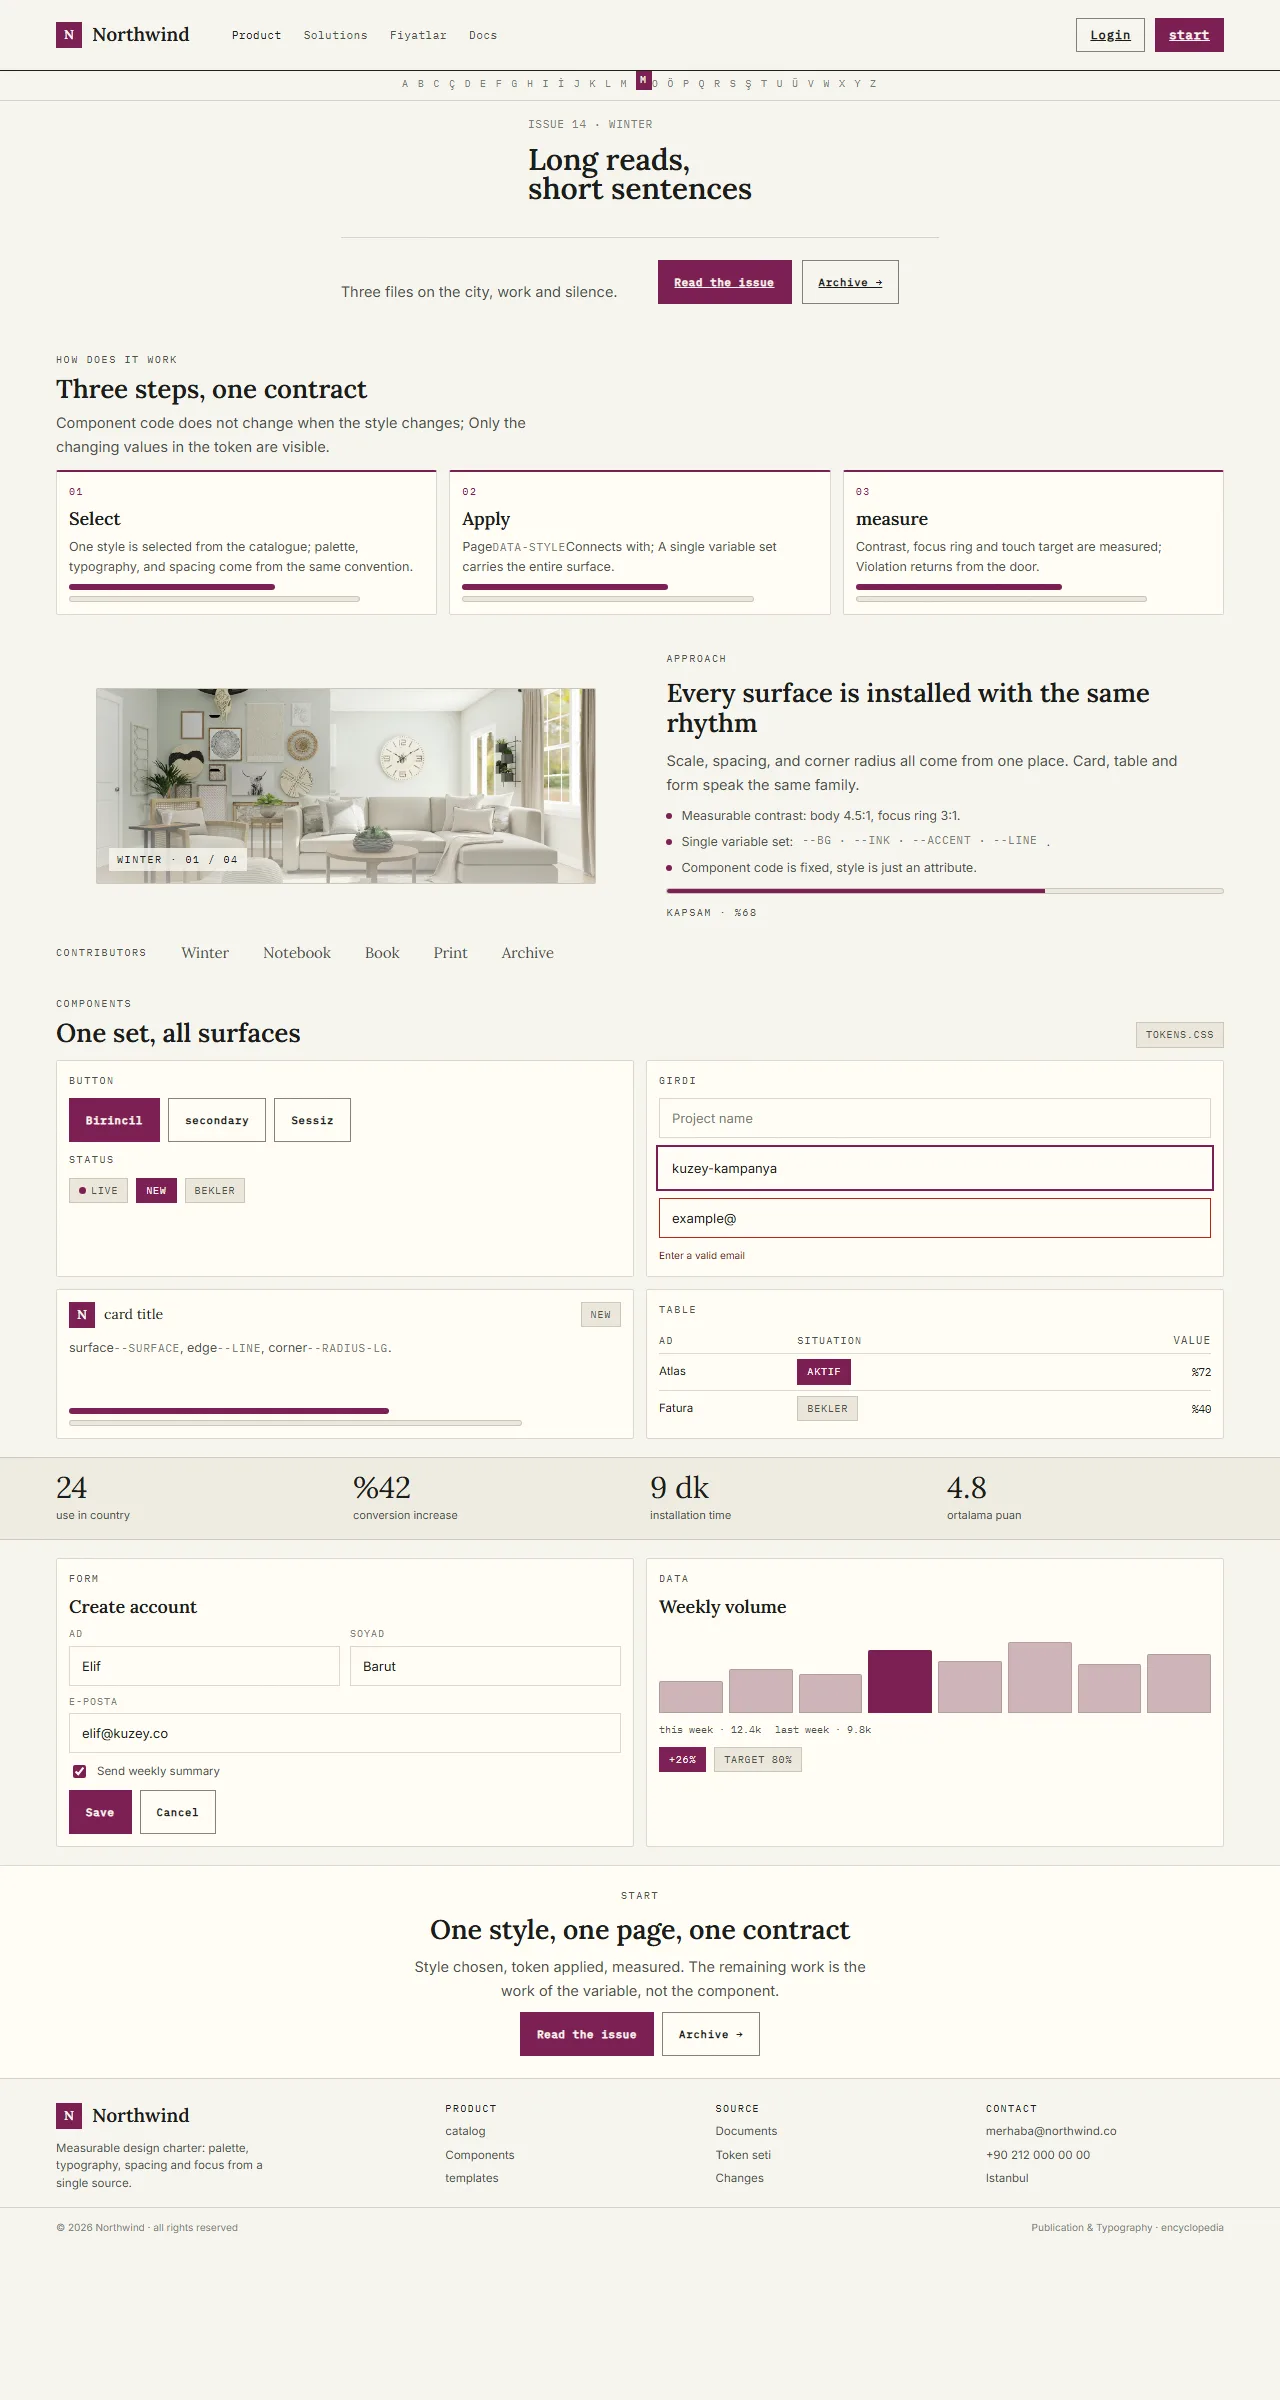 N Northwind Product Solutions Fiyatlar Docs Login start
A B C Ç D E F G H I İ J K L M M O Ö P Q R S Ş T U Ü V W X Y Z
ISSUE 14 · WINTER
Long reads,
short sentences
Three files on the city, work and silence.
Read the issue Archive →
HOW DOES IT WORK
Three steps, one contract
Component code does not change when the style changes; Only the
changing values in the token are visible.
01
Select
One style is selected from the catalogue; palette,
typography, and spacing come from the same convention.
02
Apply
PageDATA-STYLEConnects with; A single variable set
carries the entire surface.
03
measure
Contrast, focus ring and touch target are measured;
Violation returns from the door.
WINTER · 01 / 04
APPROACH
Every surface is installed with the same
rhythm
Scale, spacing, and corner radius all come from one place. Card, table and
form speak the same family.
Measurable contrast: body 4.5:1, focus ring 3:1.
Single variable set: --BG · --INK · --ACCENT · --LINE .
Component code is fixed, style is just an attribute.
KAPSAM · %68
CONTRIBUTORS Winter Notebook Book Print Archive
COMPONENTS
One set, all surfaces
TOKENS.CSS
BUTTON
Birincil secondary Sessiz
STATUS
LIVE NEW BEKLER
GIRDI
Project name
kuzey-kampanya
example@
Enter a valid email
N card title NEW
surface--SURFACE, edge--LINE, corner--RADIUS-LG.
TABLE
AD SITUATION VALUE
Atlas AKTIF %72
Fatura BEKLER %40
24
use in country
%42
conversion increase
9 dk
installation time
4.8
ortalama puan
FORM
Create account
AD SOYAD
Elif Barut
E-POSTA
elif@kuzey.co
Send weekly summary
Save Cancel
DATA
Weekly volume
this week · 12.4k last week · 9.8k
+26% TARGET 80%
START
One style, one page, one contract
Style chosen, token applied, measured. The remaining work is the
work of the variable, not the component.
Read the issue Archive →
N Northwind
Measurable design charter: palette,
typography, spacing and focus from a
single source.
PRODUCT
catalog
Components
templates
SOURCE
Documents
Token seti
Changes
CONTACT
merhaba@northwind.co
+90 212 000 00 00
Istanbul
© 2026 Northwind · all rights reserved
Publication & Typography · encyclopedia